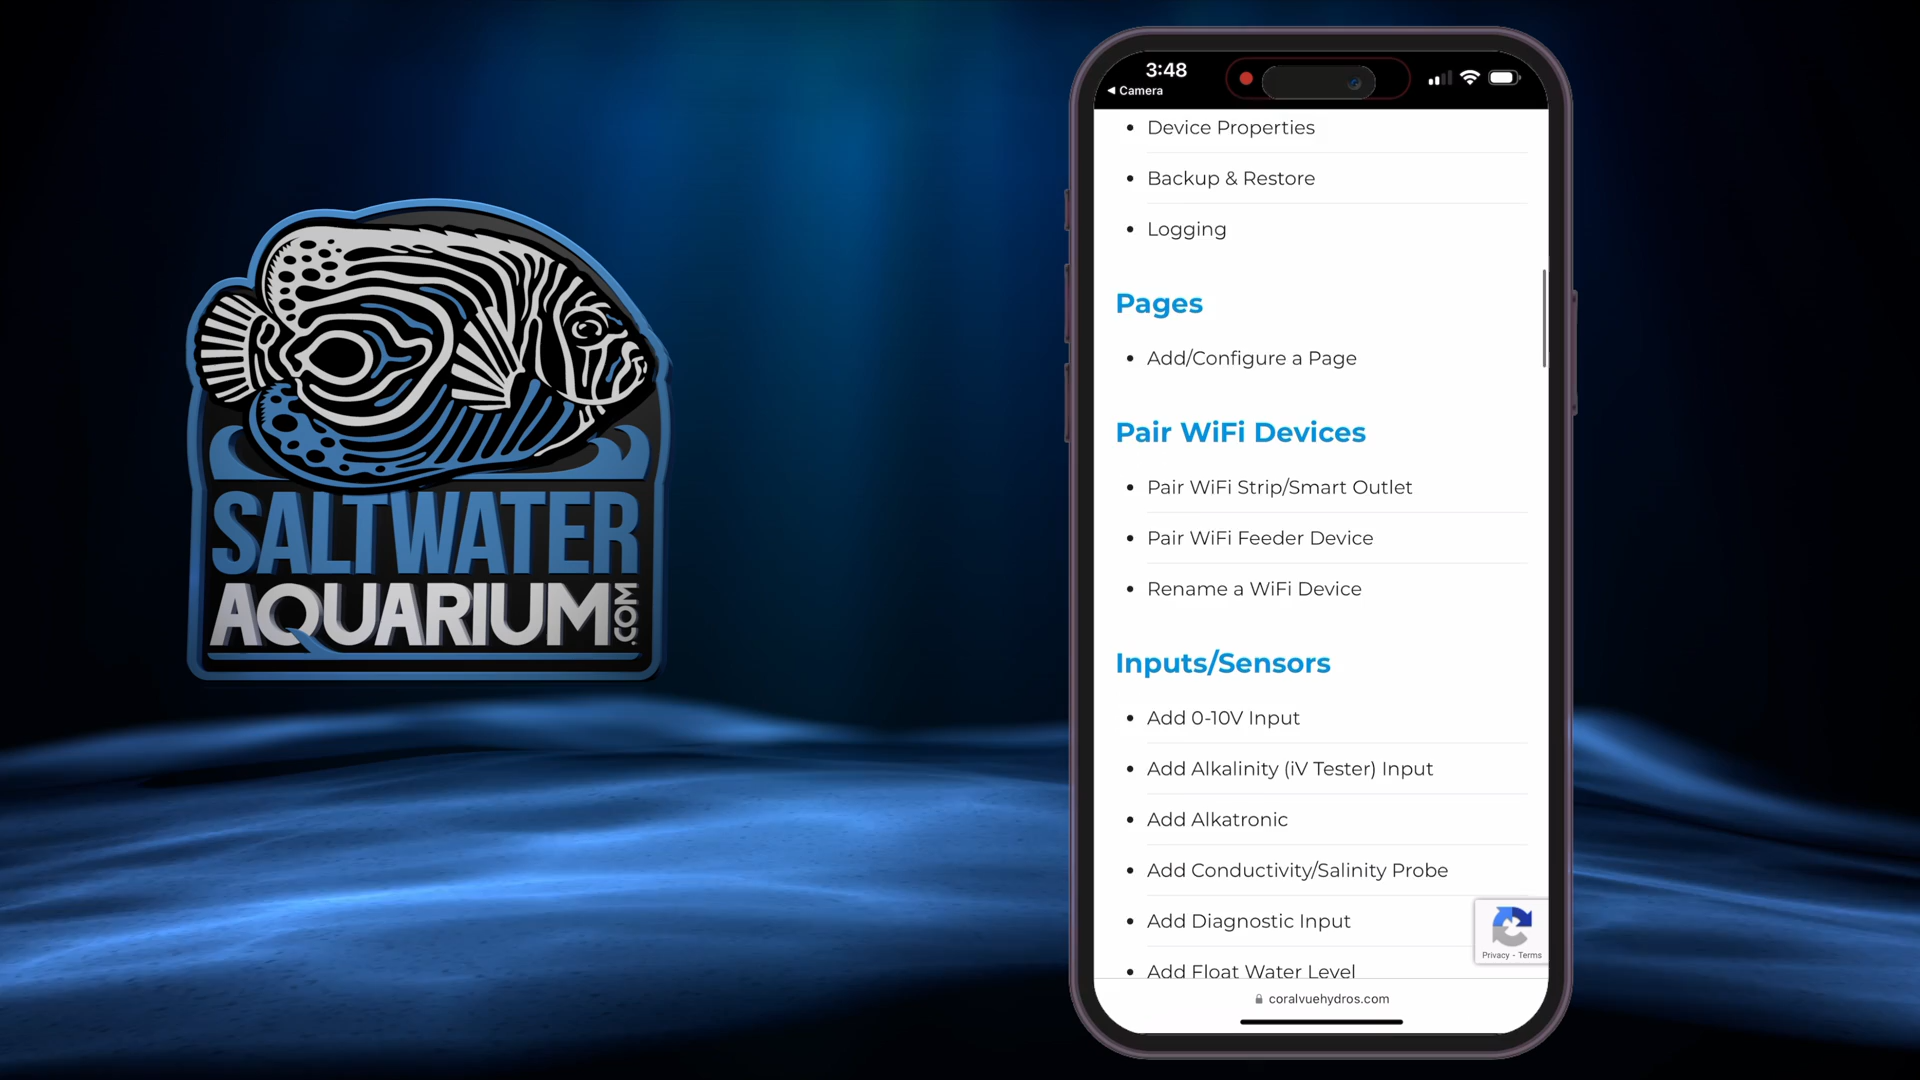 SALTWATER
AQUARIUM
.COM
3:48
Camera
Device Properties
Backup & Restore
Logging
Pages
Add/Configure a Page
Pair WiFi Devices
Pair WiFi Strip/Smart Outlet
Pair WiFi Feeder Device
Rename a WiFi Device
Inputs/Sensors
Add 0-10V Input
Add Alkalinity (iV Tester) Input
Add Alkatronic
Add Conductivity/Salinity Probe
Add Diagnostic Input
Add Float Water Level
Privacy - Terms
coralvuehydros.com